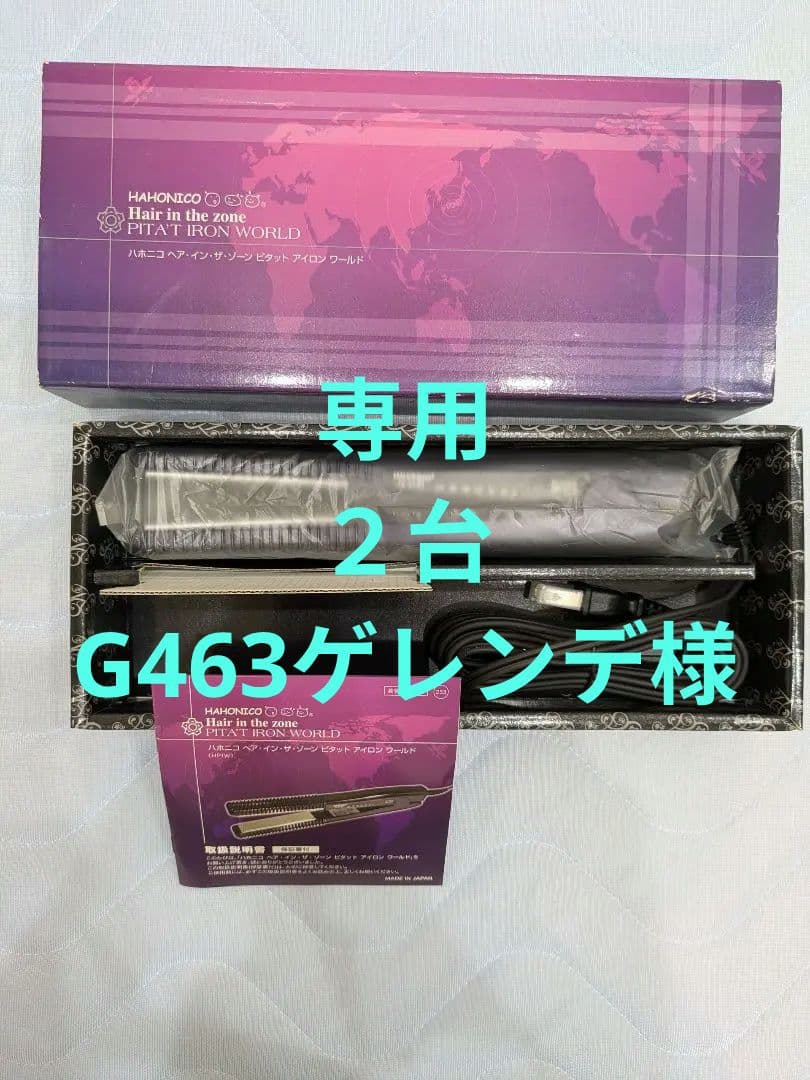 HAHONICO
Hair in the zone
PITA'T IRON WORLD
ハホニコ ヘア・イン・ザ・ゾーン ピタット アイロン ワールド
専用
２台
G463ゲレンデ様
253
HAHONICO
Hair in the zone
PITA'T IRON WORLD
ハホニコ ヘア・イン・ザ・ゾーン ピタット アイロン ワールド
(HPIW)
取扱説明書
MADE IN JAPAN